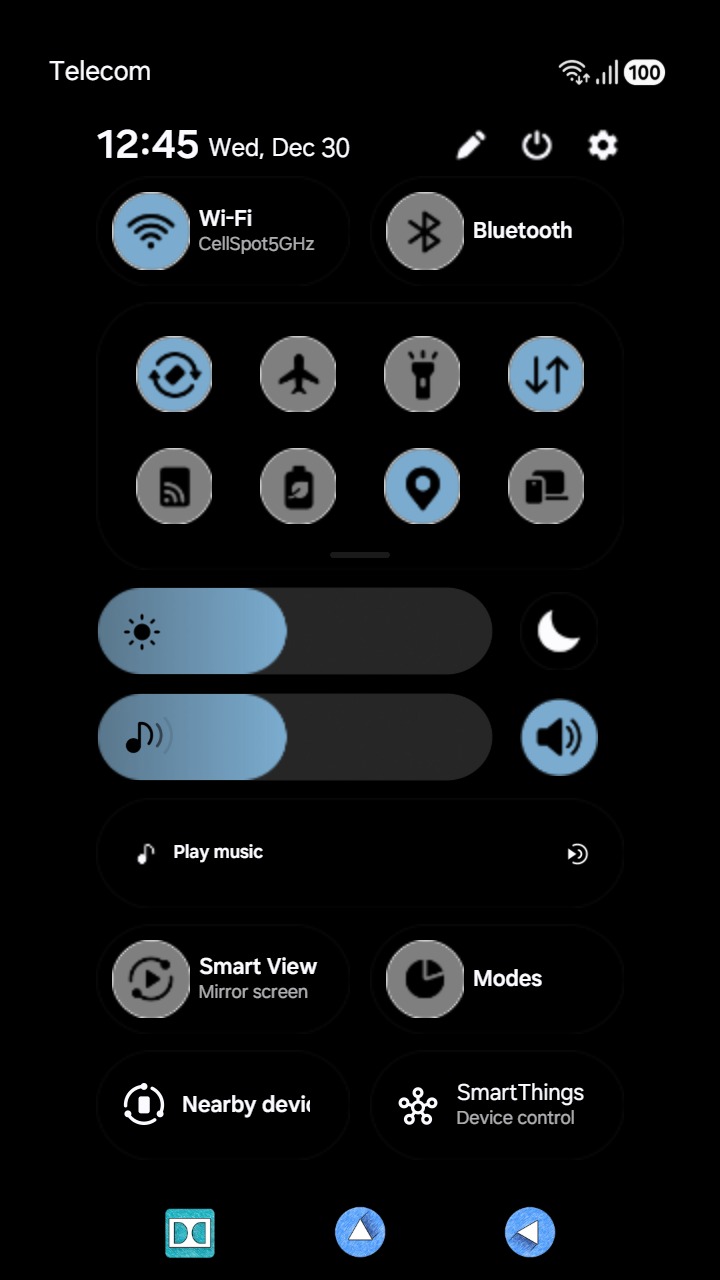 Telecom
100
12:45 Wed, Dec 30
Wi-Fi
CellSpot5GHz
Bluetooth
Play music
Smart View
Mirror screen
Modes
Nearby devic
SmartThings
Device control